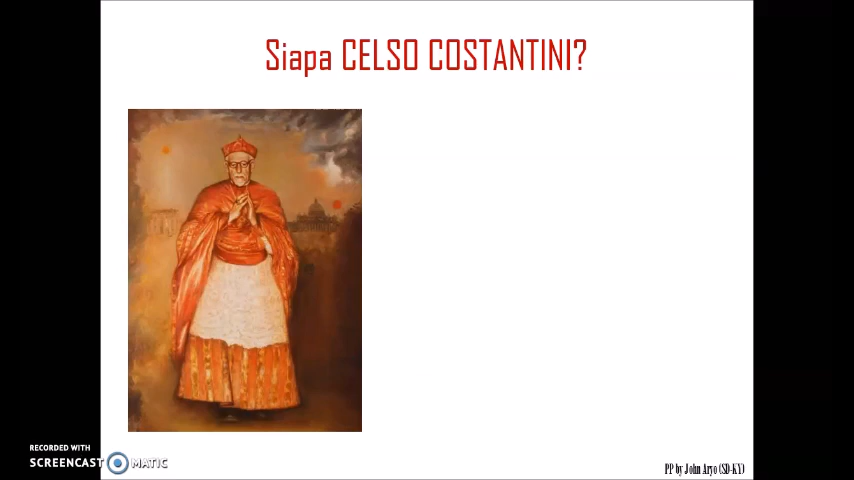 Siapa CELSO COSTANTINI?
RECORDED WITH
SCREENCAST MATIC
PP by John Aryo (SD-KY)